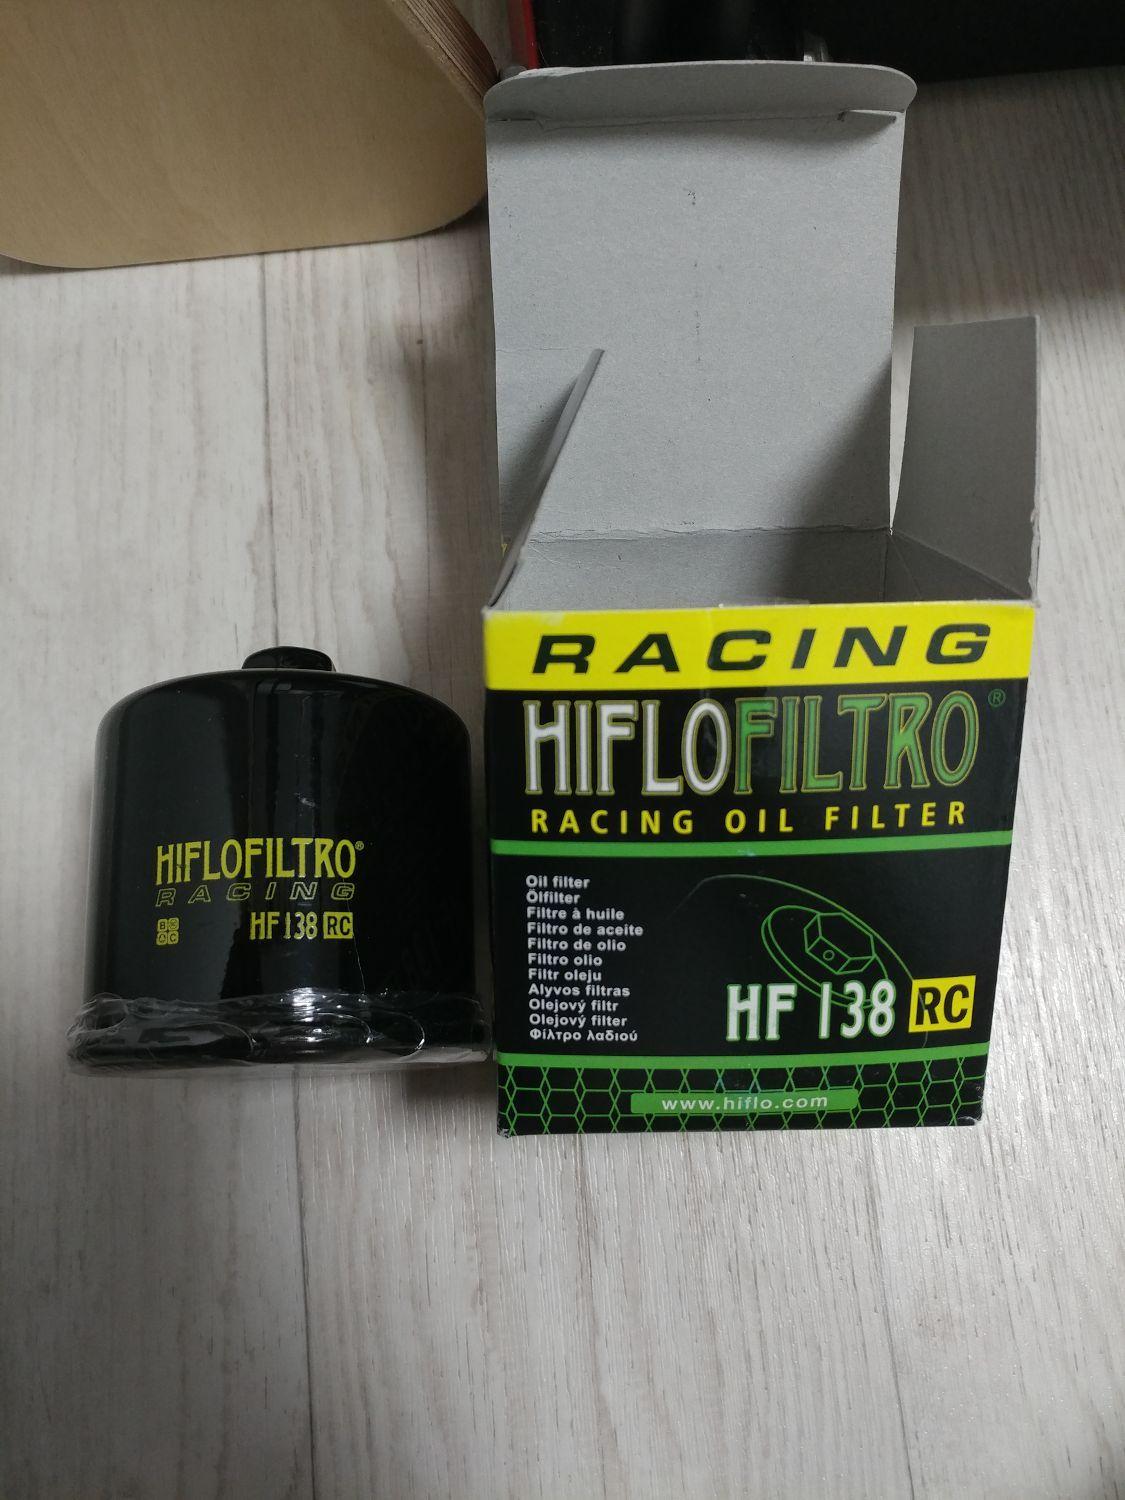 RACING
HIFLOFILTRO®
RACING OIL FILTER
Oil filter
Ölfilter
Filtre à huile
Filtro de aceite
Filtro de olio
Filtro olio
Filtr oleju
Alyvos filtras
Olejový filtr
Olejový filter
Φίλτρο λαδιού
HF 138 RC
www.hiflo.com
HIFLOFILTRO®
RACING
HF 138 RC